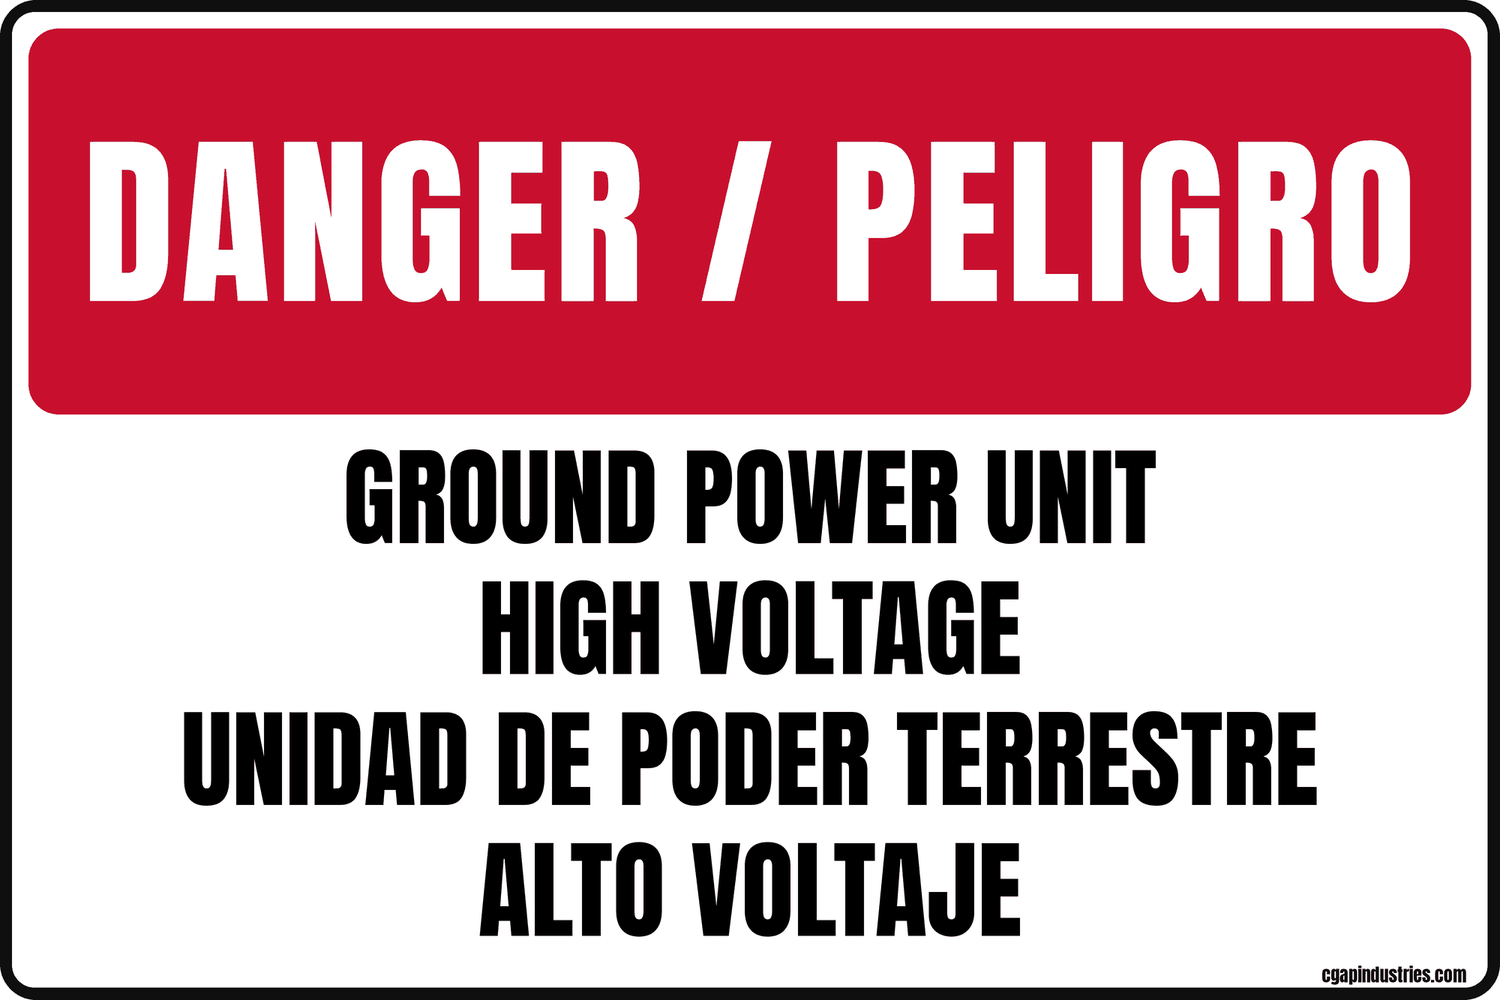 DANGER / PELIGRO
GROUND POWER UNIT
HIGH VOLTAGE
UNIDAD DE PODER TERRESTRE
ALTO VOLTAJE
cgapindustries.com